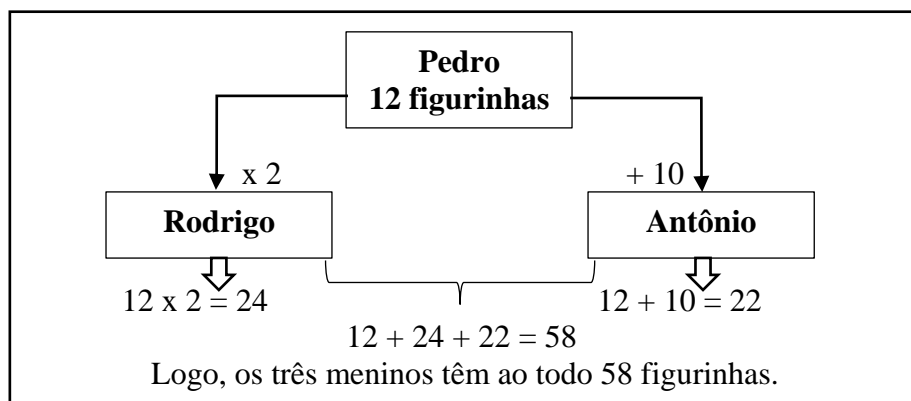 Pedro
12 figurinhas
x 2
+ 10
Rodrigo
Antônio
12 x 2 = 24
12 + 10 = 22
12 + 24 + 22 = 58
Logo, os três meninos têm ao todo 58 figurinhas.